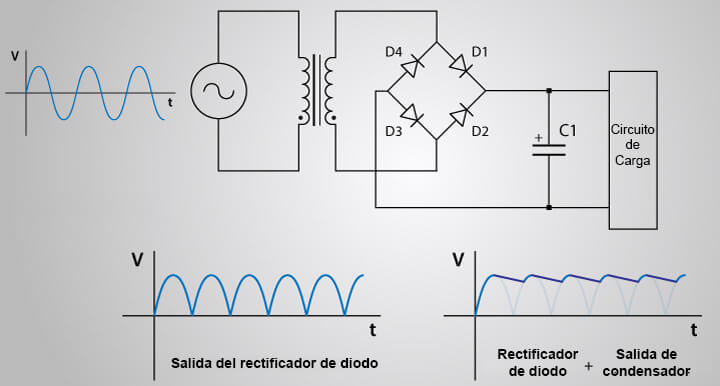 V
t
D4
D1
D3
D2
+
C1
Circuito
de
Carga
V
t
Salida del rectificador de diodo
V
t
Rectificador
de diodo
+
Salida de
condensador